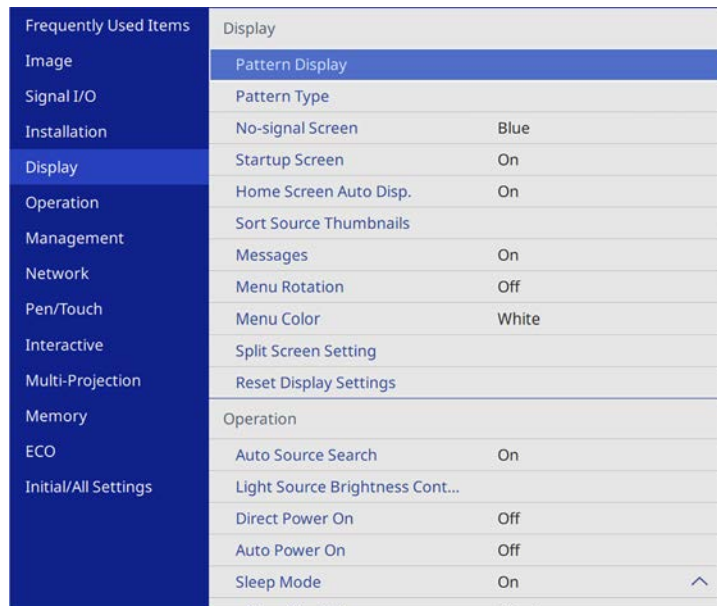 Frequently Used Items
Image
Signal I/O
Installation
Display
Operation
Management
Network
Pen/Touch
Interactive
Multi-Projection
Memory
ECO
Initial/All Settings
Display
Pattern Display
Pattern Type
No-signal Screen Blue
Startup Screen On
Home Screen Auto Disp. On
Sort Source Thumbnails
Messages On
Menu Rotation Off
Menu Color White
Split Screen Setting
Reset Display Settings
Operation
Auto Source Search On
Light Source Brightness Cont...
Direct Power On Off
Auto Power On Off
Sleep Mode On